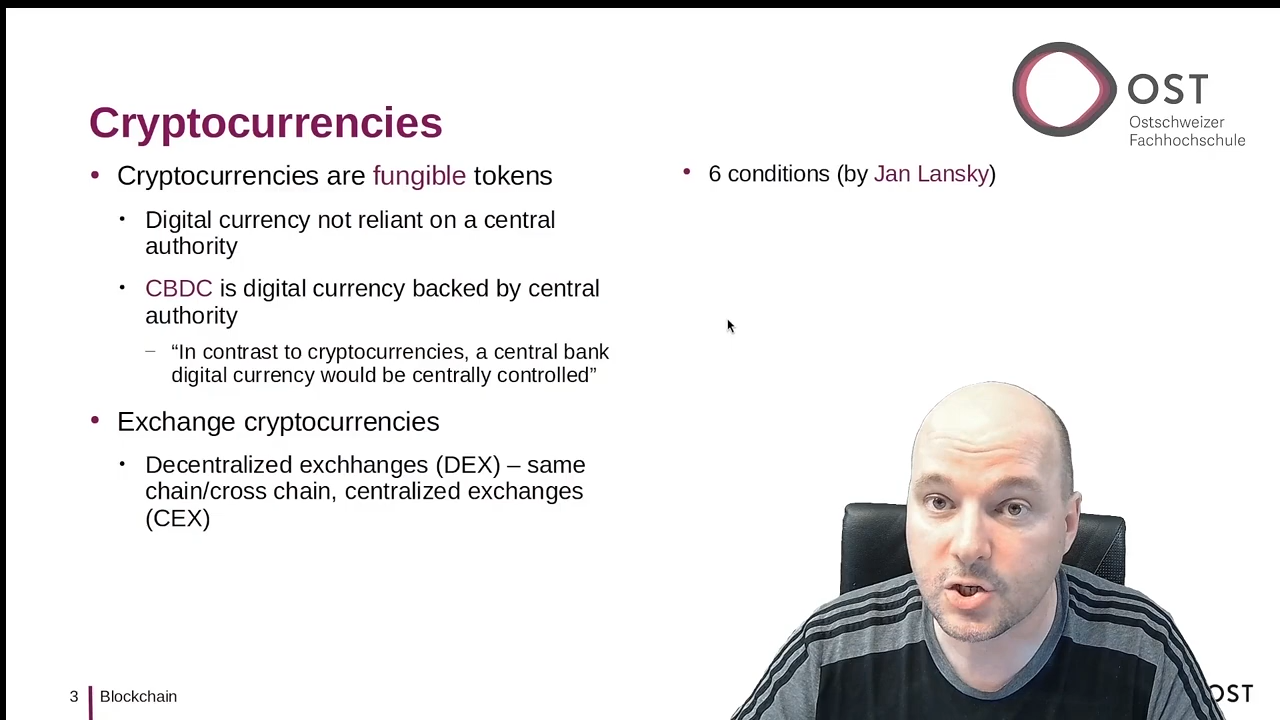 Cryptocurrencies
• Cryptocurrencies are fungible tokens
• Digital currency not reliant on a central
authority
• CBDC is digital currency backed by central
authority
– “In contrast to cryptocurrencies, a central bank
digital currency would be centrally controlled”
• Exchange cryptocurrencies
• Decentralized exchhanges (DEX) – same
chain/cross chain, centralized exchanges
(CEX)
• 6 conditions (by Jan Lansky)
OST
Ostschweizer
Fachhochschule
3 Blockchain
OST